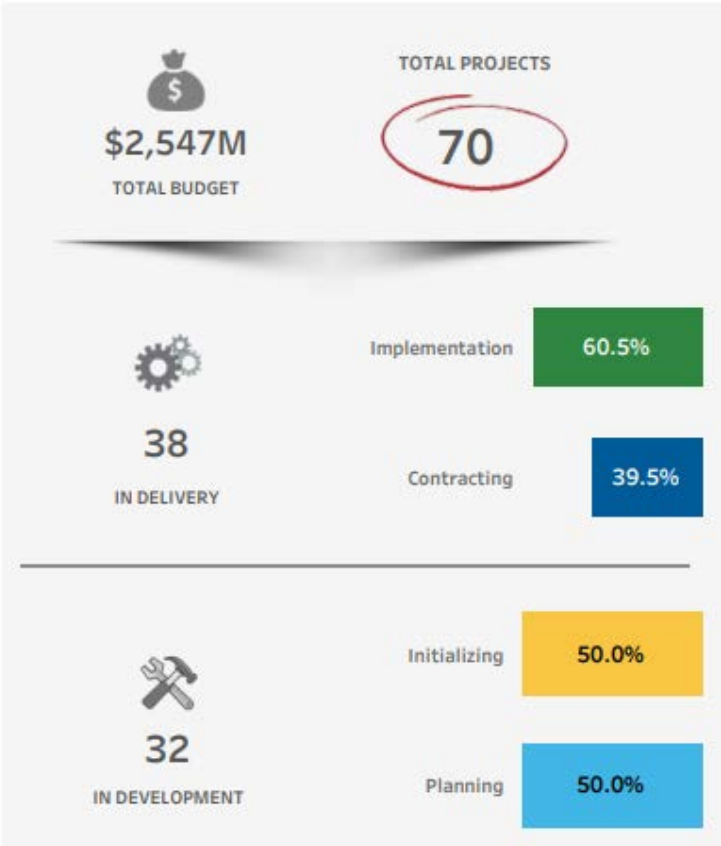 TOTAL PROJECTS
$
$2,547M
70
TOTAL BUDGET
Implementation
60.5%
38
Contracting
39.5%
IN DELIVERY
Initializing
50.0%
32
Planning
50.0%
IN DEVELOPMENT